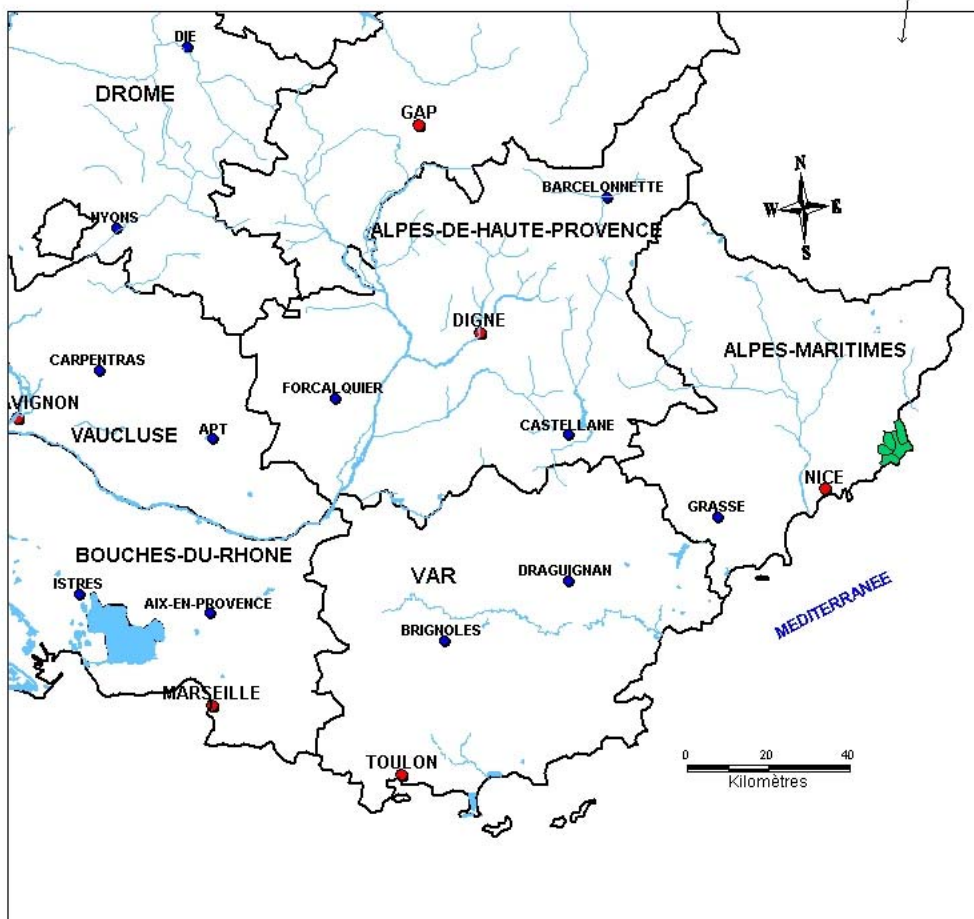 DIE
DROME
GAP
N
BARCELONNETTE
W E
NYONS
ALPES-DE-HAUTE-PROVENCE
S
DIGNE
ALPES-MARITIMES
CARPENTRAS
FORCALQUIER
AVIGNON
APT
VAUCLUSE
CASTELLANE
NICE
GRASSE
BOUCHES-DU-RHONE
VAR
DRAGUIGNAN
ISTRES
AIX-EN-PROVENCE
MEDITERRANEE
BRIGNOLES
MARSEILLE
0 20 40
TOULON
Kilomètres